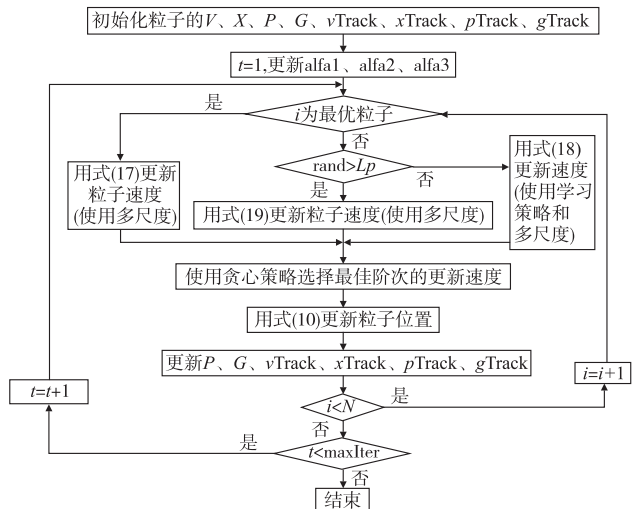 初始化粒子的V、X、P、G、vTrack、xTrack、pTrack、gTrack
t=1,更新alfa1、alfa2、alfa3
是
i为最优粒子
否
rand>Lp
否
是
用式(17)更新
粒子速度
(使用多尺度)
用式(18)
更新速度
(使用学习
策略和
多尺度)
用式(19)更新粒子速度(使用多尺度)
使用贪心策略选择最佳阶次的更新速度
用式(10)更新粒子位置
更新P、G、vTrack、xTrack、pTrack、gTrack
t=t+1
i=i+1
i<N
是
否
是
t<maxIter
否
结束